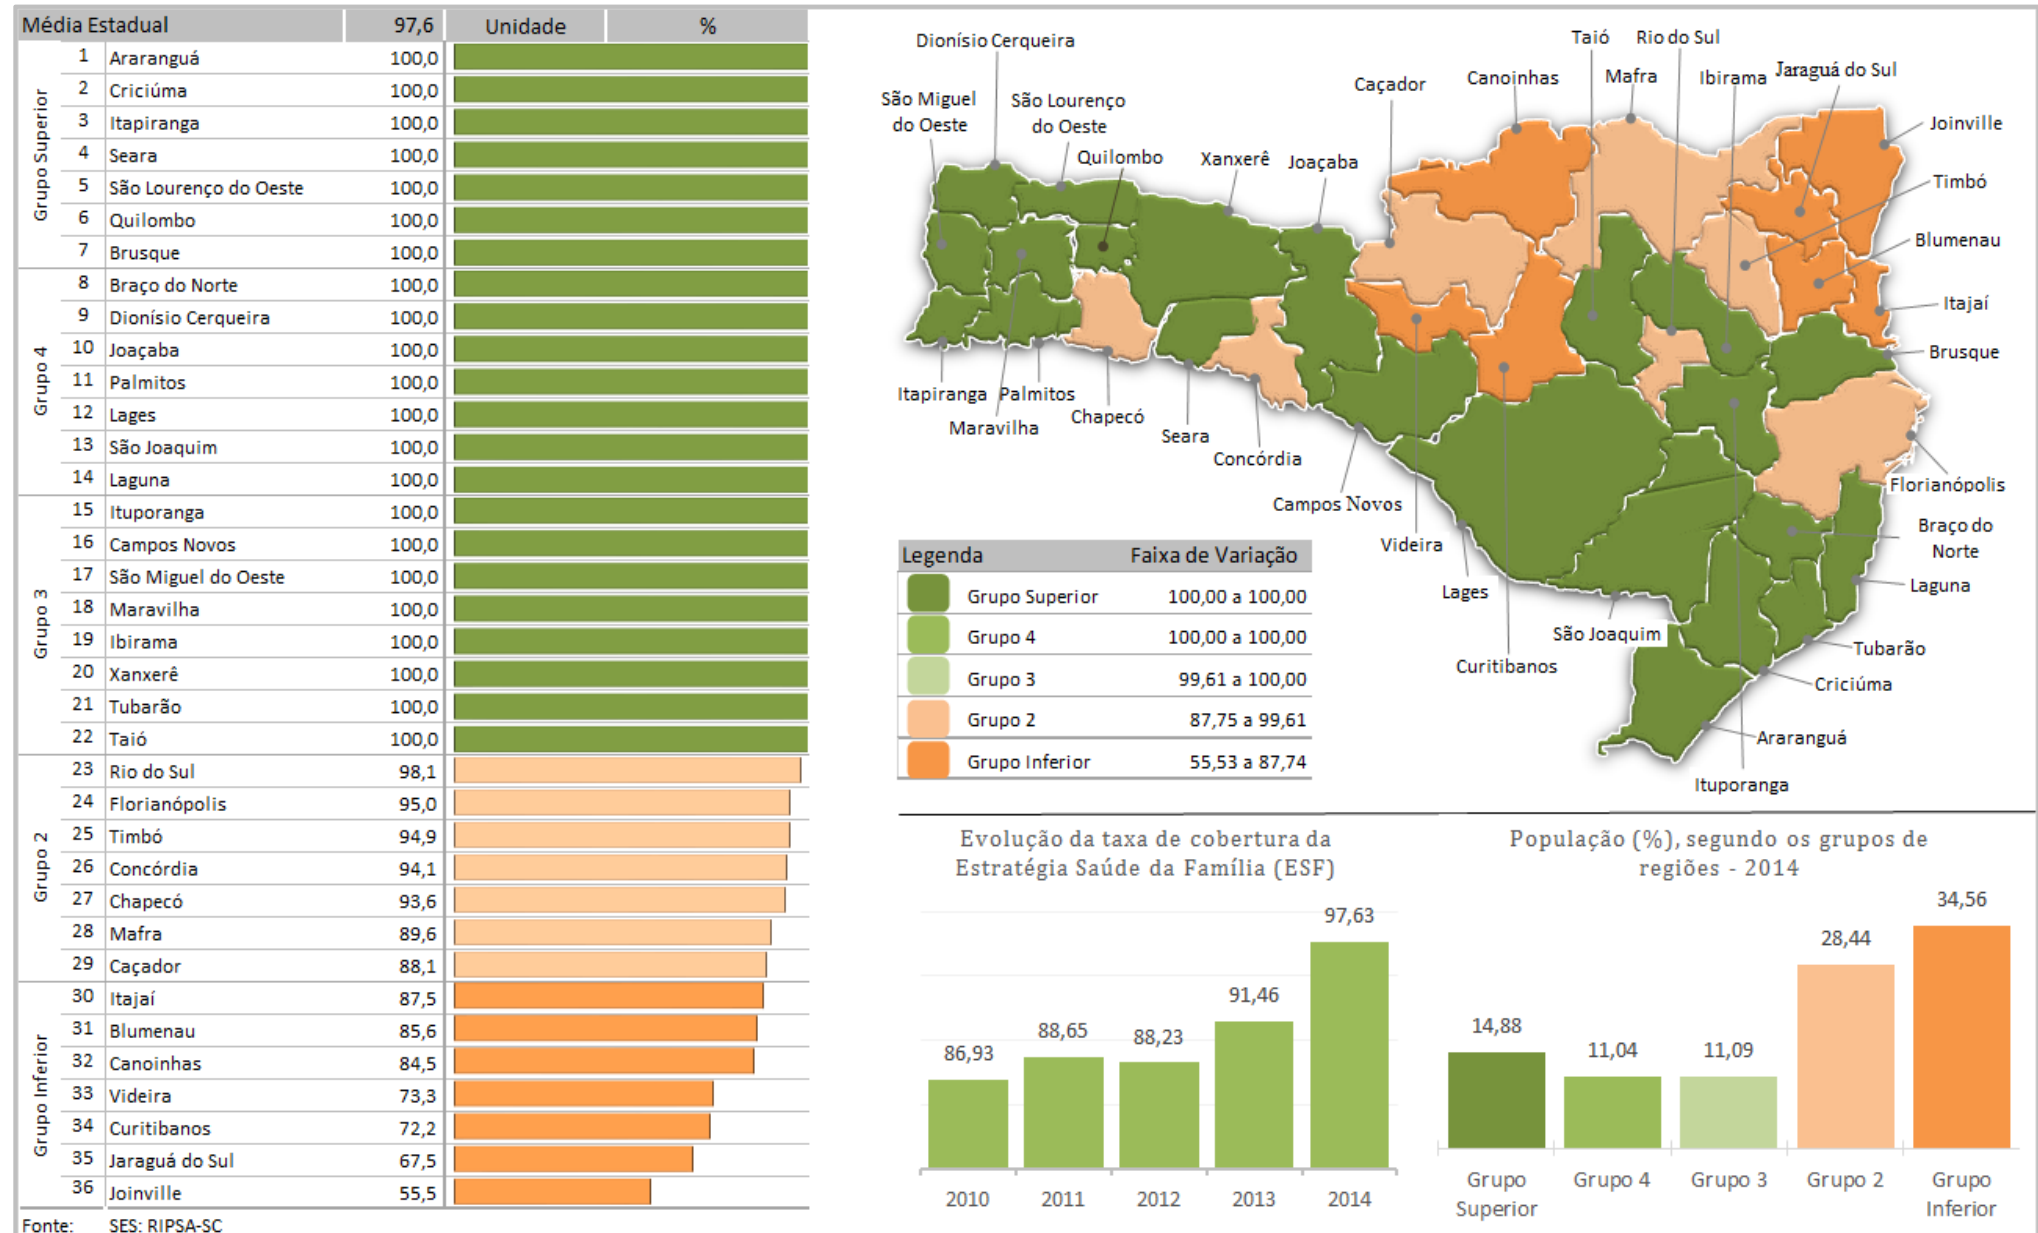 Média Estadual 97,6 Unidade %
Grupo Superior
1 Araranguá 100,0
2 Criciúma 100,0
3 Itapiranga 100,0
4 Seara 100,0
5 São Lourenço do Oeste 100,0
6 Quilombo 100,0
7 Brusque 100,0
Grupo 4
8 Braço do Norte 100,0
9 Dionísio Cerqueira 100,0
10 Joaçaba 100,0
11 Palmitos 100,0
12 Lages 100,0
13 São Joaquim 100,0
14 Laguna 100,0
Grupo 3
15 Ituporanga 100,0
16 Campos Novos 100,0
17 São Miguel do Oeste 100,0
18 Maravilha 100,0
19 Ibirama 100,0
20 Xanxerê 100,0
21 Tubarão 100,0
22 Taió 100,0
Grupo 2
23 Rio do Sul 98,1
24 Florianópolis 95,0
25 Timbó 94,9
26 Concórdia 94,1
27 Chapecó 93,6
28 Mafra 89,6
29 Caçador 88,1
Grupo Inferior
30 Itajaí 87,5
31 Blumenau 85,6
32 Canoinhas 84,5
33 Videira 73,3
34 Curitibanos 72,2
35 Jaraguá do Sul 67,5
36 Joinville 55,5
Fonte: SES: RIPSA-SC
Dionísio Cerqueira
São Miguel
do Oeste
São Lourenço
do Oeste
Quilombo
Xanxerê
Joaçaba
Caçador
Canoinhas
Taió
Mafra
Rio do Sul
Ibirama
Jaraguá do Sul
Joinville
Timbó
Blumenau
Itajaí
Brusque
Florianópolis
Braço do
Norte
Laguna
Tubarão
Criciúma
Araranguá
Ituporanga
São Joaquim
Curitibanos
Lages
Videira
Campos Novos
Concórdia
Seara
Chapecó
Maravilha
Palmitos
Itapiranga
Legenda Faixa de Variação
Grupo Superior 100,00 a 100,00
Grupo 4 100,00 a 100,00
Grupo 3 99,61 a 100,00
Grupo 2 87,75 a 99,61
Grupo Inferior 55,53 a 87,74
Evolução da taxa de cobertura da
Estratégia Saúde da Família (ESF)
86,93
88,65
88,23
91,46
97,63
2010 2011 2012 2013 2014
População (%), segundo os grupos de
regiões - 2014
14,88
11,04
11,09
28,44
34,56
Grupo
Superior
Grupo 4
Grupo 3
Grupo 2
Grupo
Inferior